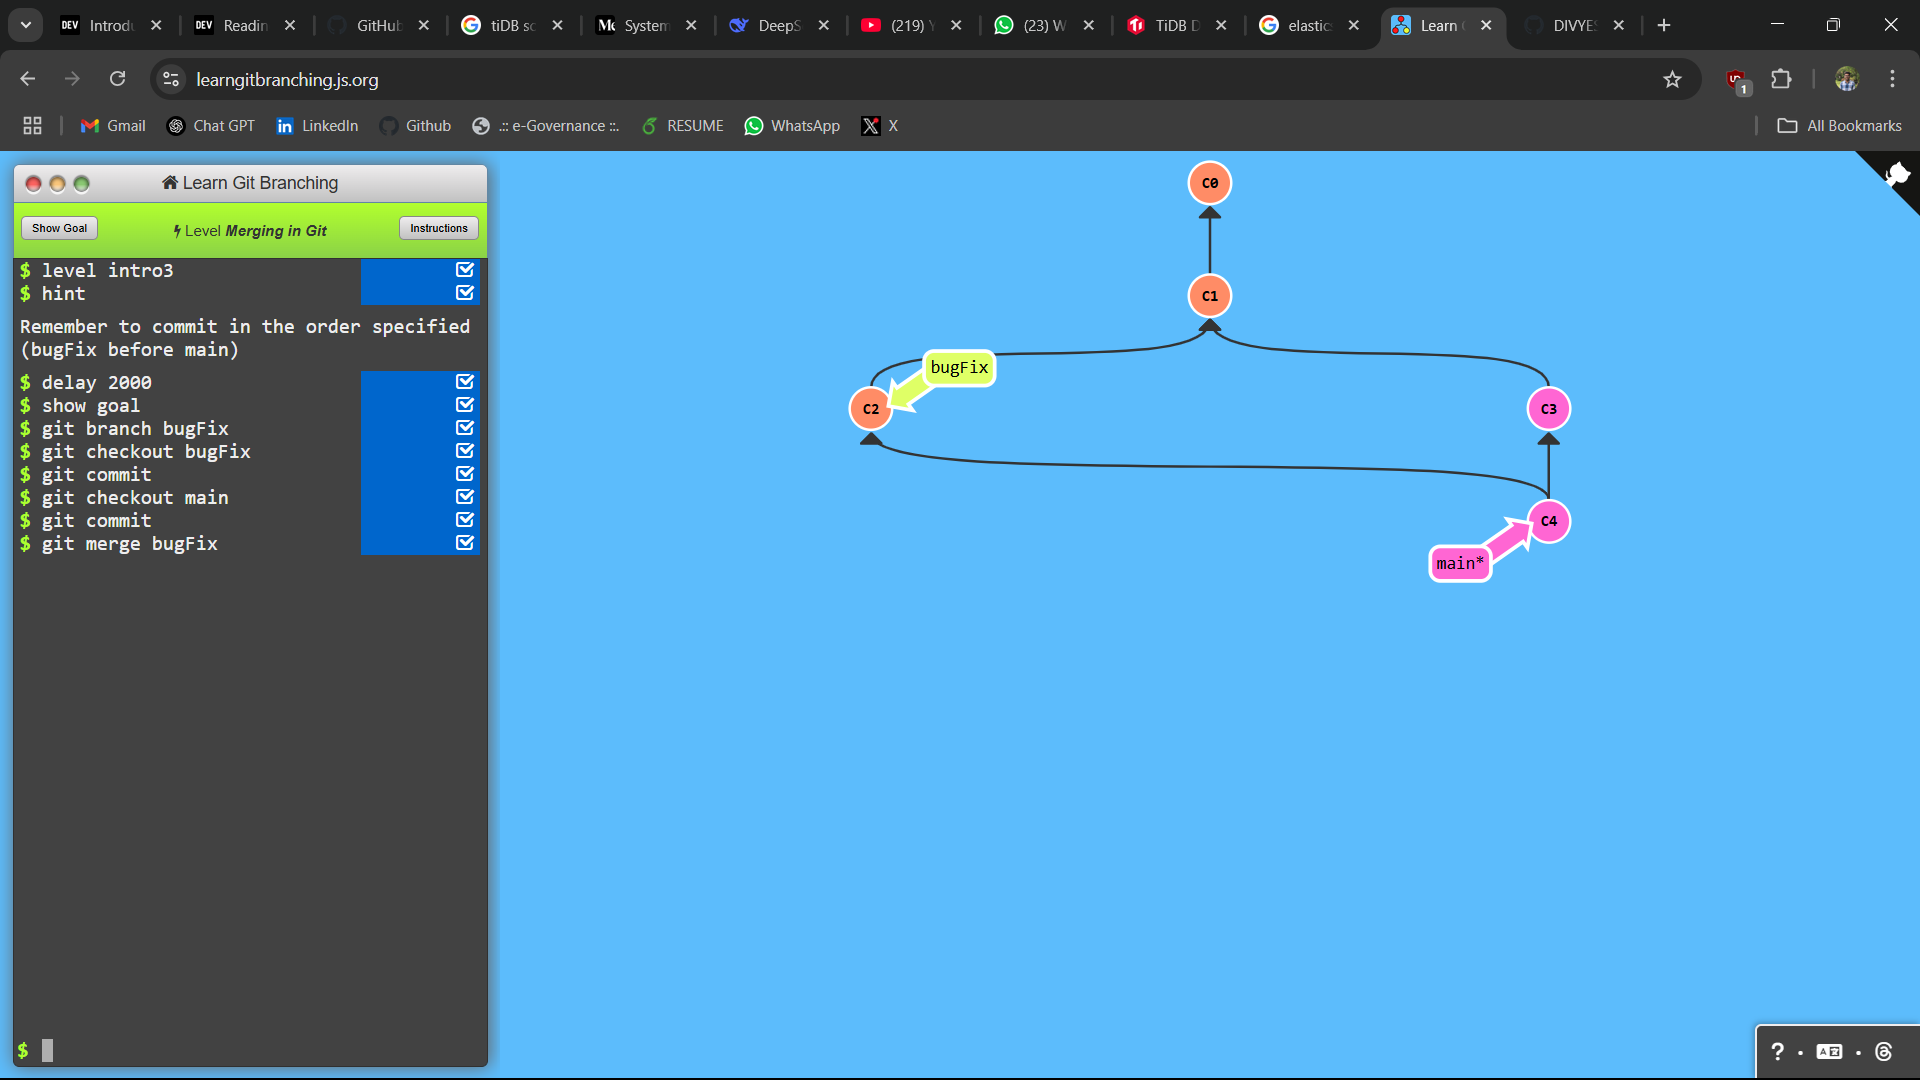 DEV Introdu
DEV Readin
GitHub
tiDB sc
System
DeepS
(219) Y
(23) W
TiDB D
elastic
Learn
DIVYES
learngitbranching.js.org
1
Gmail
Chat GPT
LinkedIn
Github
.:: e-Governance ::.
RESUME
WhatsApp
X
All Bookmarks
Learn Git Branching
Show Goal
Level Merging in Git
Instructions
$ level intro3
$ hint
Remember to commit in the order specified
(bugFix before main)
$ delay 2000
$ show goal
$ git branch bugFix
$ git checkout bugFix
$ git commit
$ git checkout main
$ git commit
$ git merge bugFix
$
C0
C1
bugFix
C2
C3
C4
main*
?